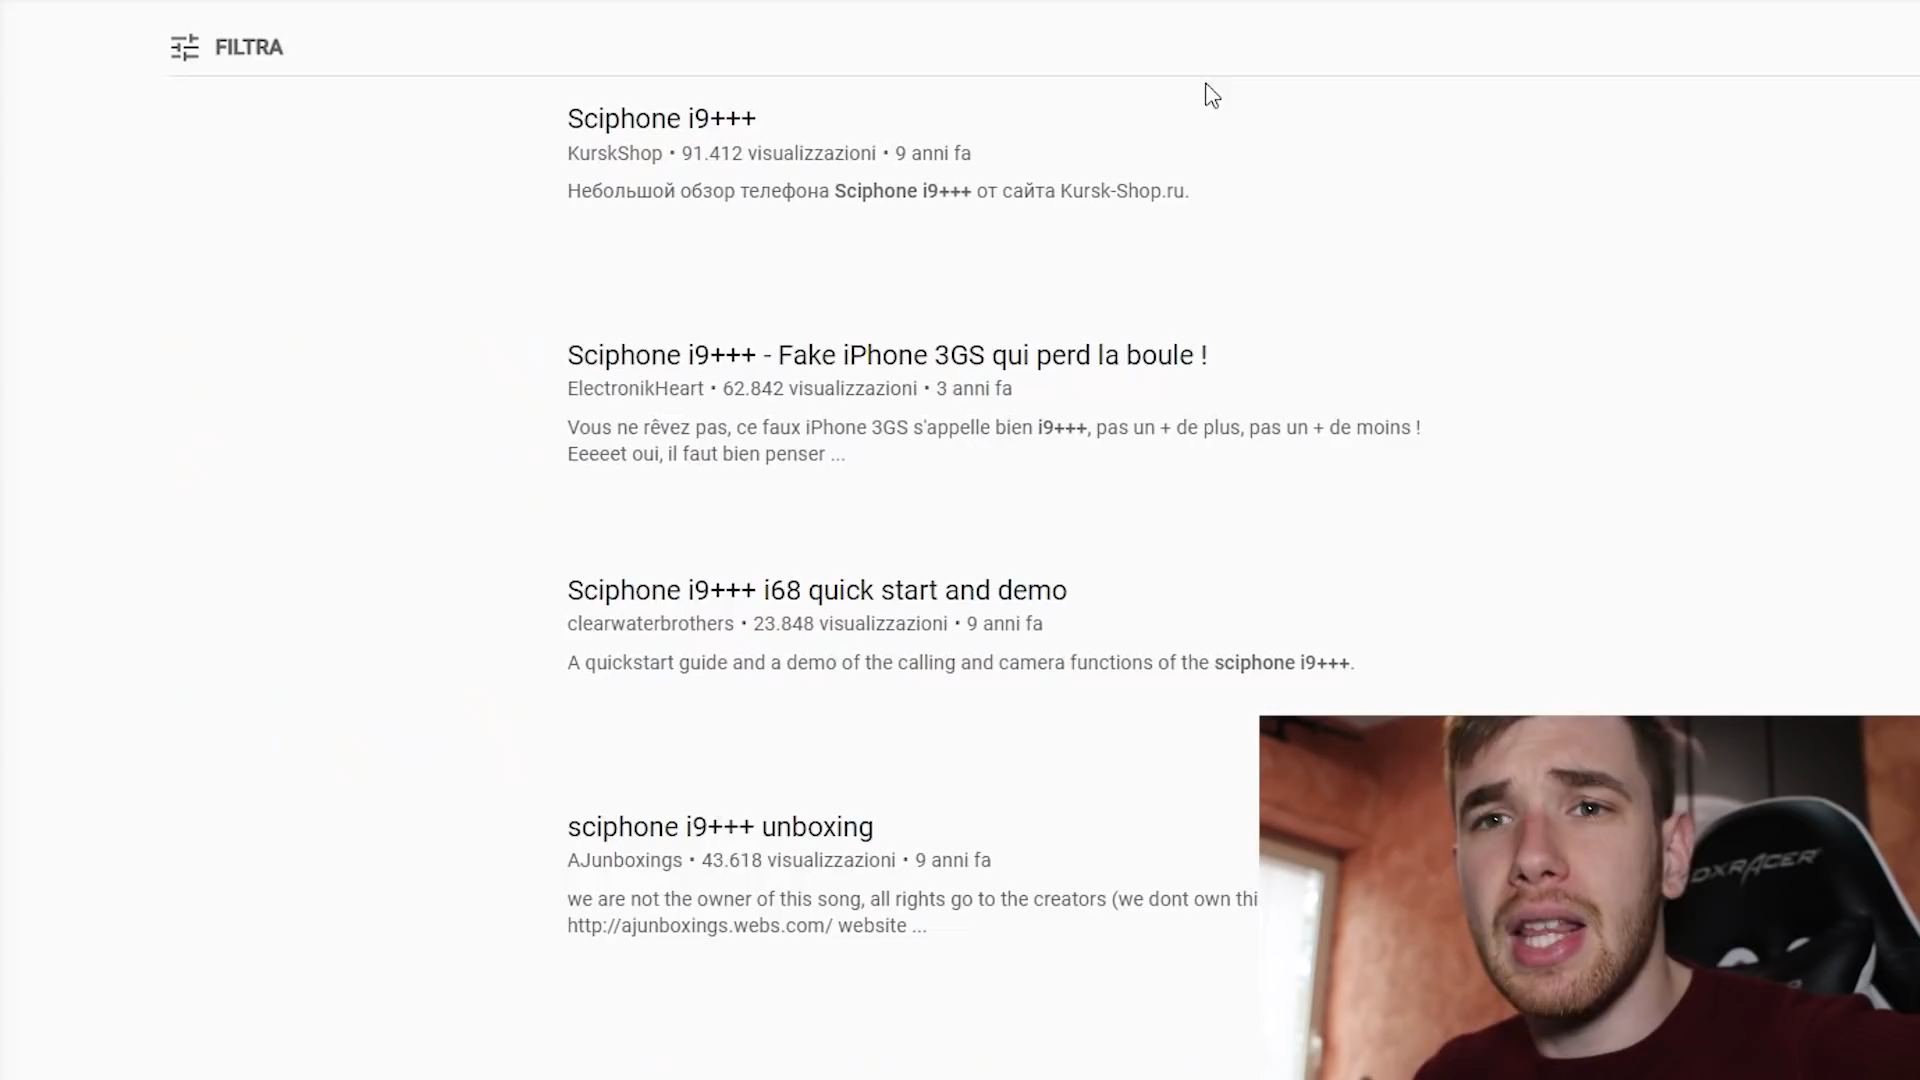 FILTRA
Sciphone i9+++
KurskShop • 91.412 visualizzazioni • 9 anni fa
Небольшой обзор телефона Sciphone i9+++ от сайта Kursk-Shop.ru.
Sciphone i9+++ - Fake iPhone 3GS qui perd la boule !
ElectronikHeart • 62.842 visualizzazioni • 3 anni fa
Vous ne rêvez pas, ce faux iPhone 3GS s'appelle bien i9+++, pas un + de plus, pas un + de moins !
Eeeeet oui, il faut bien penser ...
Sciphone i9+++ i68 quick start and demo
clearwaterbrothers • 23.848 visualizzazioni • 9 anni fa
A quickstart guide and a demo of the calling and camera functions of the sciphone i9+++.
sciphone i9+++ unboxing
AJunboxings • 43.618 visualizzazioni • 9 anni fa
we are not the owner of this song, all rights go to the creators (we dont own thi
http://ajunboxings.webs.com/ website ...
DXRACER